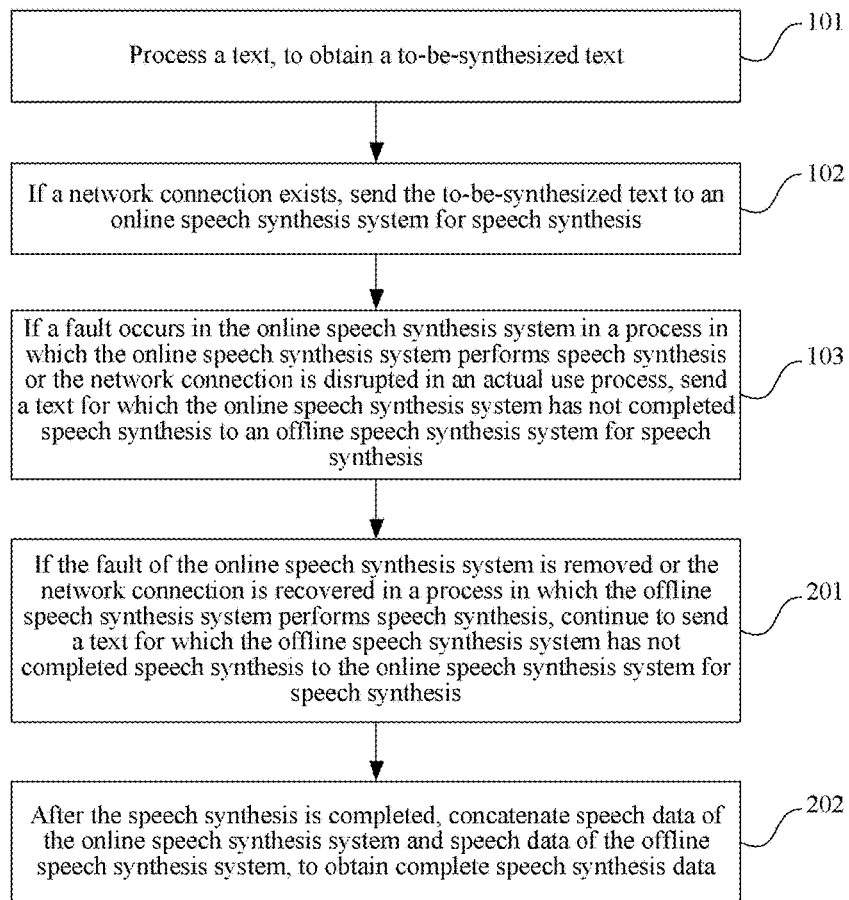 101
Process a text, to obtain a to-be-synthesized text
102
If a network connection exists, send the to-be-synthesized text to an
online speech synthesis system for speech synthesis
103
If a fault occurs in the online speech synthesis system in a process in
which the online speech synthesis system performs speech synthesis
or the network connection is disrupted in an actual use process, send
a text for which the online speech synthesis system has not completed
speech synthesis to an offline speech synthesis system for speech
synthesis
201
If the fault of the online speech synthesis system is removed or the
network connection is recovered in a process in which the offline
speech synthesis system performs speech synthesis, continue to send
a text for which the offline speech synthesis system has not
completed speech synthesis to the online speech synthesis system for
speech synthesis
202
After the speech synthesis is completed, concatenate speech data of
the online speech synthesis system and speech data of the offline
speech synthesis system, to obtain complete speech synthesis data